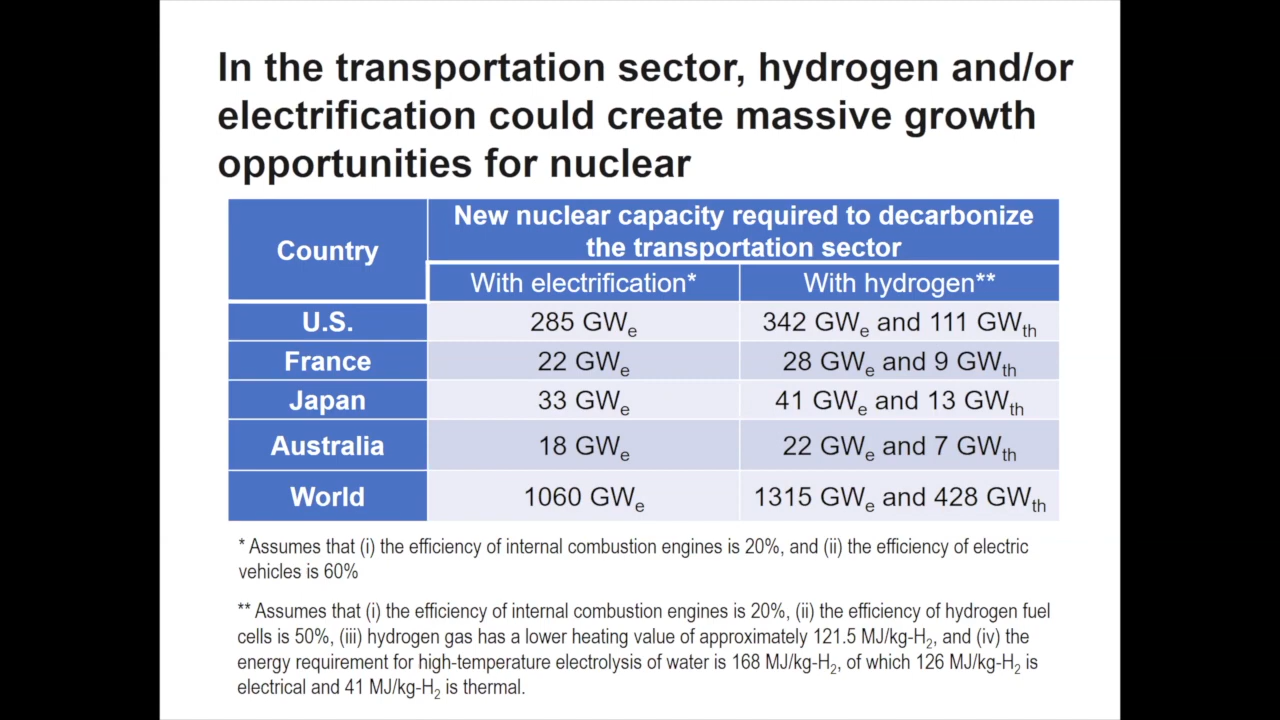 In the transportation sector, hydrogen and/or
electrification could create massive growth
opportunities for nuclear
Country
New nuclear capacity required to decarbonize
the transportation sector
With electrification*
With hydrogen**
U.S.
285 GWe
342 GWe and 111 GWth
France
22 GWe
28 GWe and 9 GWth
Japan
33 GWe
41 GWe and 13 GWth
Australia
18 GWe
22 GWe and 7 GWth
World
1060 GWe
1315 GWe and 428 GWth
* Assumes that (i) the efficiency of internal combustion engines is 20%, and (ii) the efficiency of electric
vehicles is 60%
** Assumes that (i) the efficiency of internal combustion engines is 20%, (ii) the efficiency of hydrogen fuel
cells is 50%, (iii) hydrogen gas has a lower heating value of approximately 121.5 MJ/kg-H2, and (iv) the
energy requirement for high-temperature electrolysis of water is 168 MJ/kg-H2, of which 126 MJ/kg-H2 is
electrical and 41 MJ/kg-H2 is thermal.